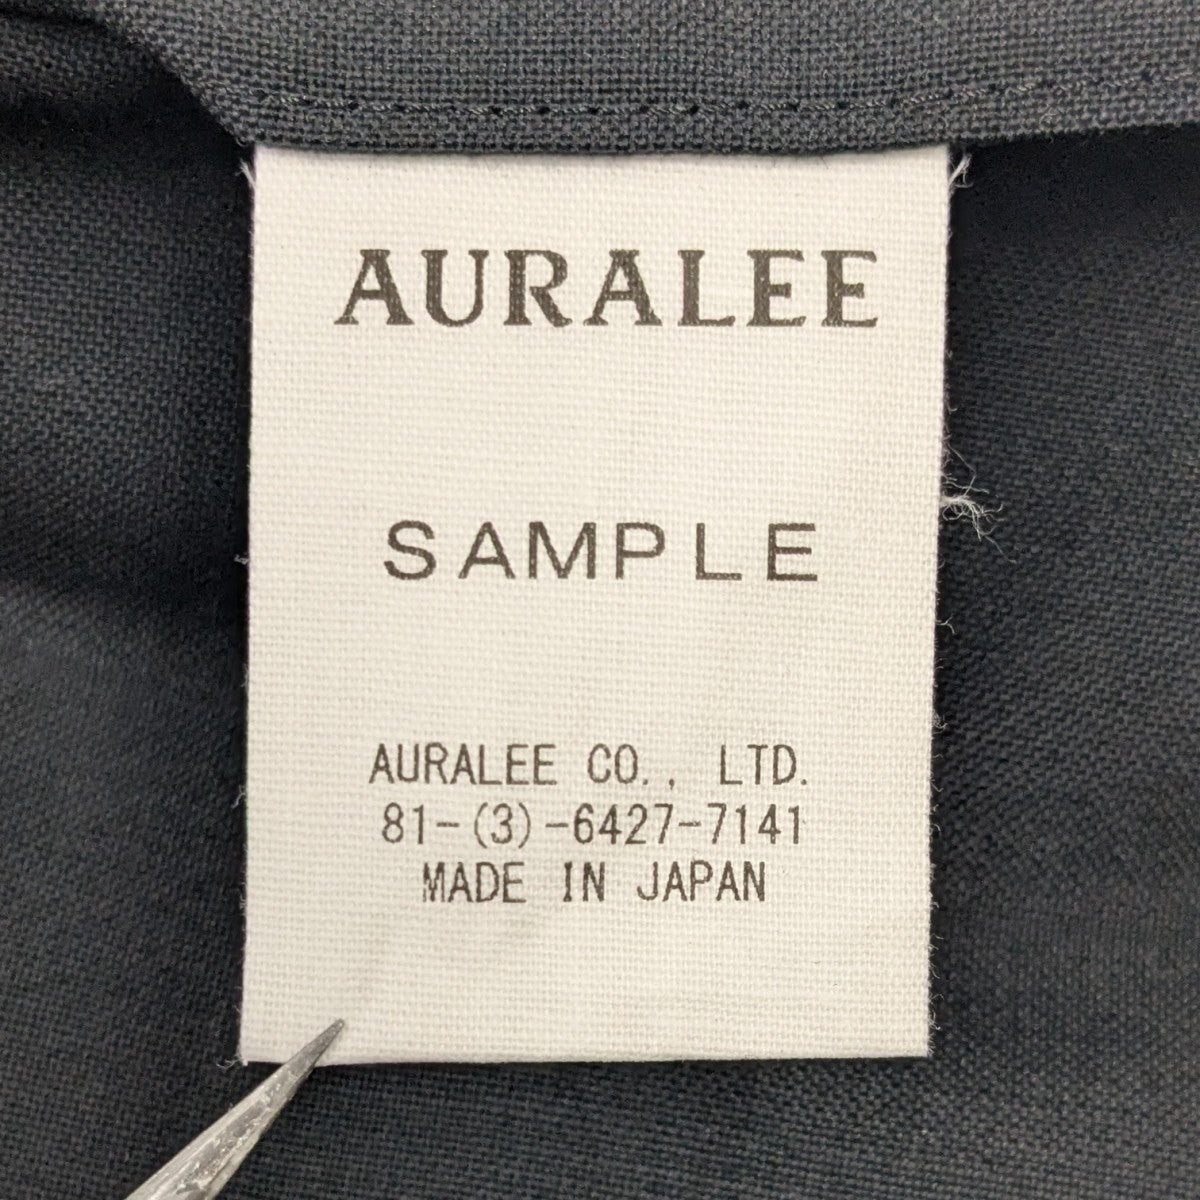 AURALEE
SAMPLE
AURALEE CO., LTD.
81-(3)-6427-7141
MADE IN JAPAN